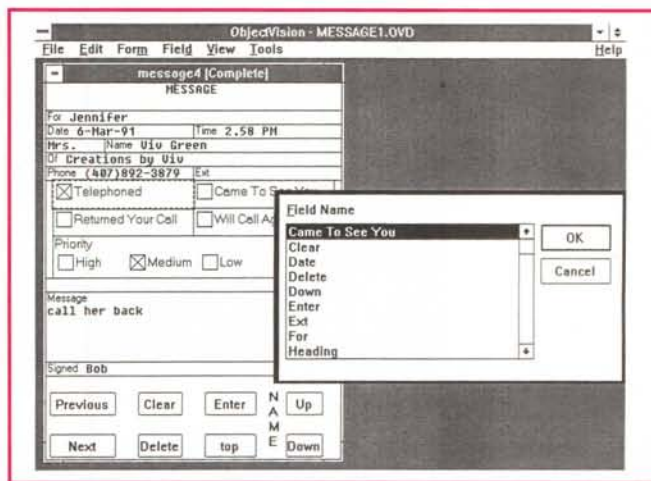 ObjectVision - MESSAGE1.OVD
File Edit Form Field View Tools Help
message4 [Complete]
MESSAGE
For Jennifer
Date 6-Mar-91 Time 2.58 PM
Mrs. Name Viv Green
Of Creations by Viv
Phone (407)892-3879 Ext
Telephoned Came To See You
Returned Your Call Will Call
Priority
High Medium Low
Message
call her back
Signed Bob
Previous Clear Enter Up
NAME
Next Delete top Down
Field Name
Came To See You
Clear
Date
Delete
Down
Enter
Ext
For
Heading
OK
Cancel